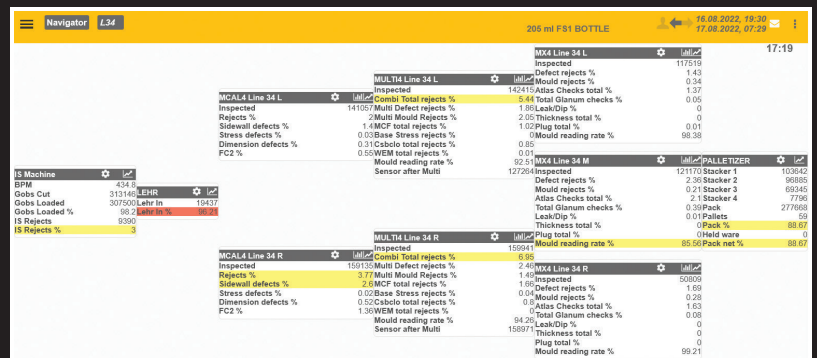 Navigator L34
205 ml FS1 BOTTLE
16.08.2022, 19:30
17.08.2022, 07:29
17:19
IS Machine
BPM 434.8
Gobs Cut 313146
Gobs Loaded 307500
Gobs Loaded % 98.2
IS Rejects 9390
IS Rejects % 3
LEHR
Lehr In 19437
Lehr In % 96.21
MCAL4 Line 34 L
Inspected 141057
Rejects % 2
Sidewall defects % 1.4
Stress defects % 0.03
Dimension defects % 0.31
FC2 % 0.55
MCAL4 Line 34 R
Inspected 159135
Rejects % 3.77
Sidewall defects % 2.6
Stress defects % 0.02
Dimension defects % 0.52
FC2 % 1.36
MULTI4 Line 34 L
Inspected 142415
Combi Total rejects % 5.44
Multi Defect rejects % 1.86
Multi Mould Rejects % 2.05
MCF total rejects % 1.02
Base Stress rejects % 0
Csbclo total rejects % 0.85
WEM total rejects % 0.01
Mould reading rate % 92.51
Sensor after Multi 127264
MULTI4 Line 34 R
Inspected 159941
Combi Total rejects % 6.95
Multi Defect rejects % 2.46
Multi Mould Rejects % 1.49
MCF total rejects % 1.66
Base Stress rejects % 0.04
Csbclo total rejects % 0.8
WEM total rejects % 0
Mould reading rate % 94.26
Sensor after Multi 158971
MX4 Line 34 L
Inspected 117519
Defect rejects % 1.43
Mould rejects % 0.34
Atlas Checks total % 1.37
Total Glanum checks % 0.05
Leak/Dip % 0
Thickness total % 0
Plug total % 0.01
Mould reading rate % 98.38
MX4 Line 34 M
Inspected 121170
Defect rejects % 2.36
Mould rejects % 0.21
Atlas Checks total % 2.1
Total Glanum checks % 0.39
Leak/Dip % 0.01
Thickness total % 0
Plug total % 0
Mould reading rate % 85.56
MX4 Line 34 R
Inspected 50809
Defect rejects % 1.69
Mould rejects % 0.28
Atlas Checks total % 1.63
Total Glanum checks % 0.08
Leak/Dip % 0
Thickness total % 0
Plug total % 0
Mould reading rate % 99.21
PALLETIZER
Stacker 1 103642
Stacker 2 96885
Stacker 3 69345
Stacker 4 7796
Pack 277668
Pallets 59
Pack % 88.67
Held ware 0
Pack net % 88.67